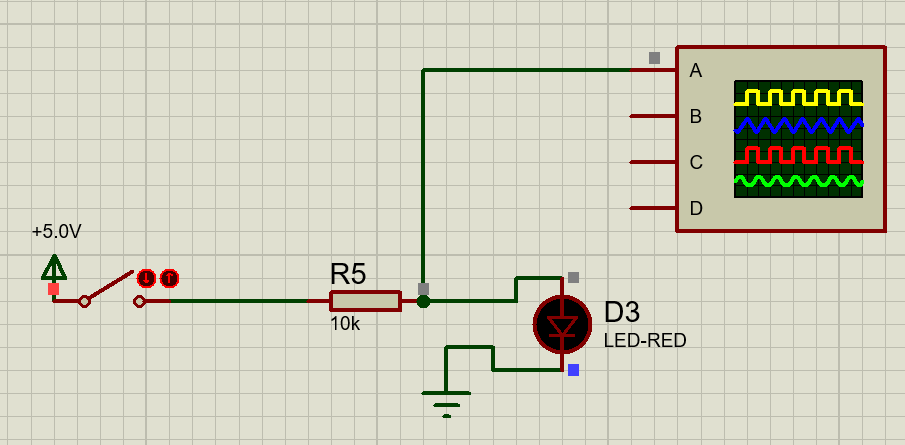 A
B
C
D
+5.0V
R5
10k
D3
LED-RED